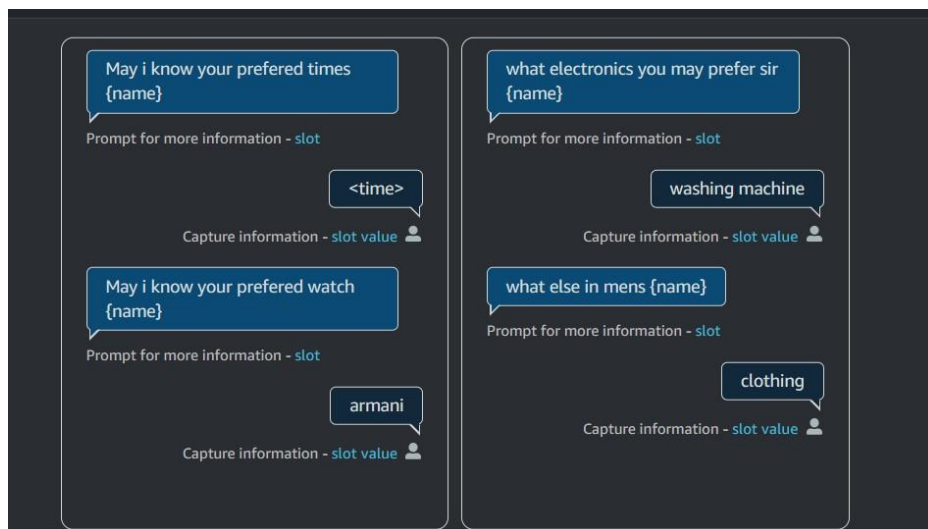 May i know your prefered times
{name}
Prompt for more information - slot
<time>
Capture information - slot value
May i know your prefered watch
{name}
Prompt for more information - slot
armani
Capture information - slot value
what electronics you may prefer sir
{name}
Prompt for more information - slot
washing machine
Capture information - slot value
what else in mens {name}
Prompt for more information - slot
clothing
Capture information - slot value